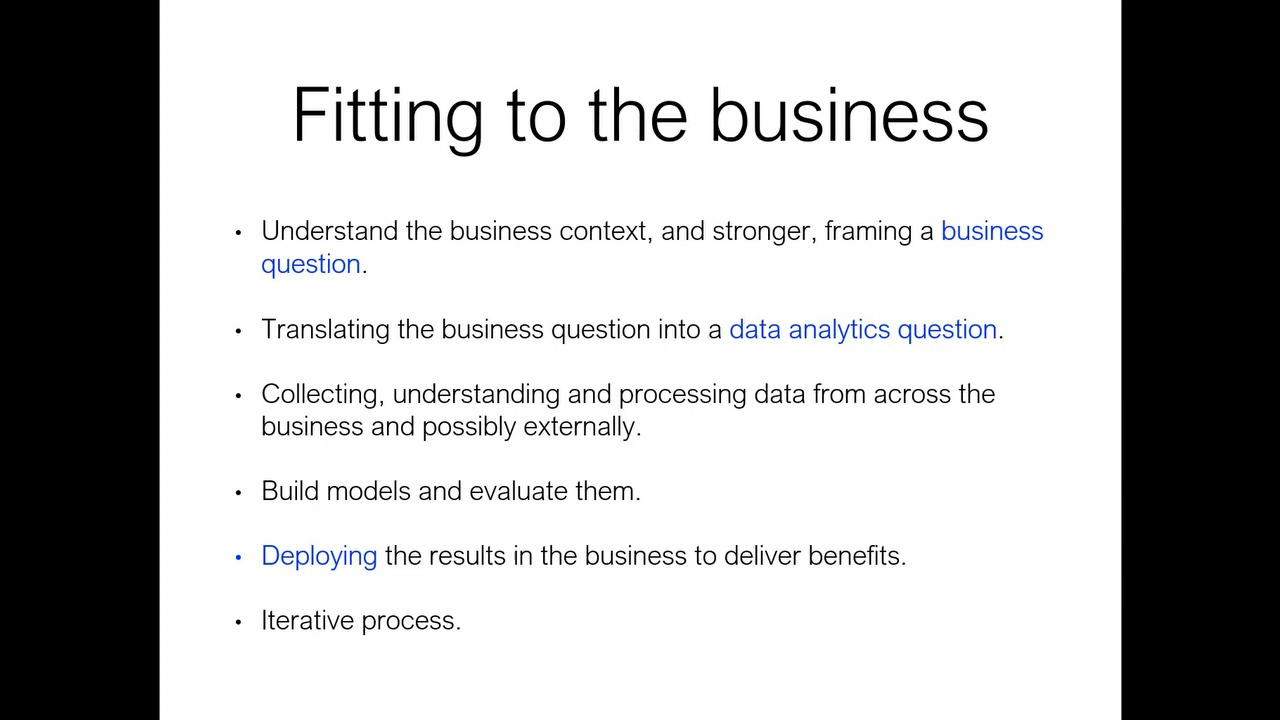 Fitting to the business
• Understand the business context, and stronger, framing a business
question.
• Translating the business question into a data analytics question.
• Collecting, understanding and processing data from across the
business and possibly externally.
• Build models and evaluate them.
• Deploying the results in the business to deliver benefits.
• Iterative process.